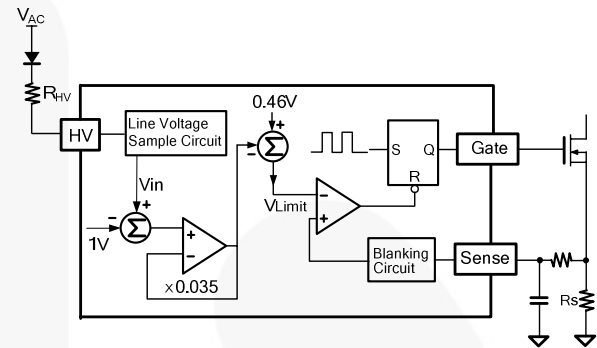 VAC
RHV
HV
Line Voltage
Sample Circuit
0.46V
+
Σ
−
S
Q
R
Gate
Vin
−
+
Σ
1V
+
−
×0.035
VLimit
−
+
Blanking
Circuit
Sense
Rs